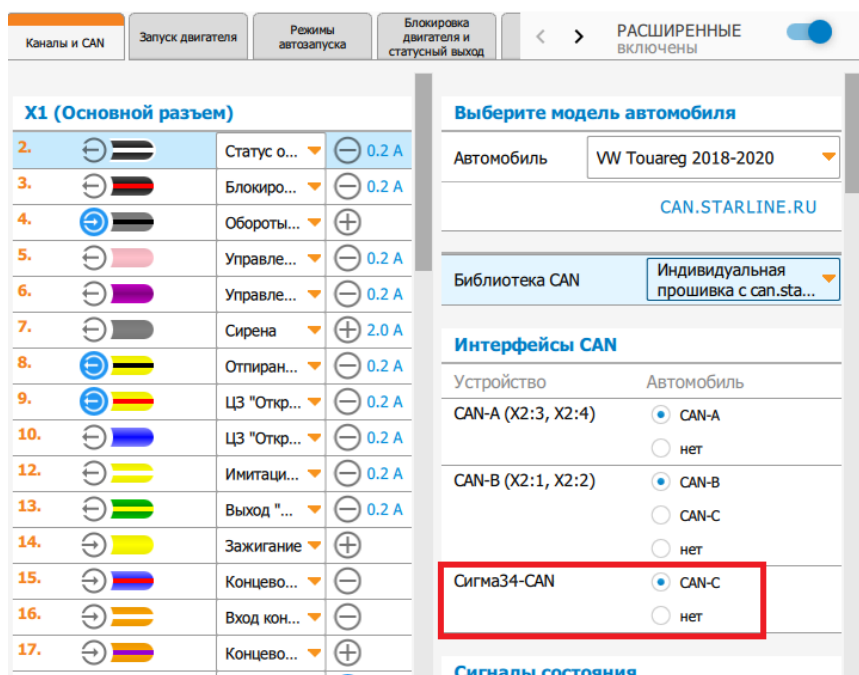 Каналы и CAN
Запуск двигателя
Режимы
автозапуска
Блокировка
двигателя и
статусный выход
РАСШИРЕННЫЕ
включены
X1 (Основной разъем)
2. Статус о... 0.2 A
3. Блокиро... 0.2 A
4. Обороты...
5. Управле... 0.2 A
6. Управле... 0.2 A
7. Сирена 2.0 A
8. Отпиран... 0.2 A
9. ЦЗ "Откр... 0.2 A
10. ЦЗ "Откр... 0.2 A
12. Имитаци... 0.2 A
13. Выход "... 0.2 A
14. Зажигание
15. Концево...
16. Вход кон...
17. Концево...
Выберите модель автомобиля
Автомобиль VW Touareg 2018-2020
CAN.STARLINE.RU
Библиотека CAN
Индивидуальная
прошивка с can.sta...
Интерфейсы CAN
Устройство Автомобиль
CAN-A (X2:3, X2:4) CAN-A
нет
CAN-B (X2:1, X2:2) CAN-B
CAN-C
нет
Сигма34-CAN CAN-C
нет
Сигналы состояния